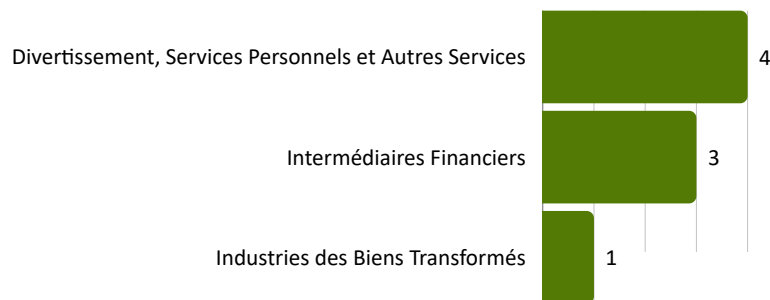 Divertissement, Services Personnels et Autres Services 4
Intermédiaires Financiers 3
Industries des Biens Transformés 1